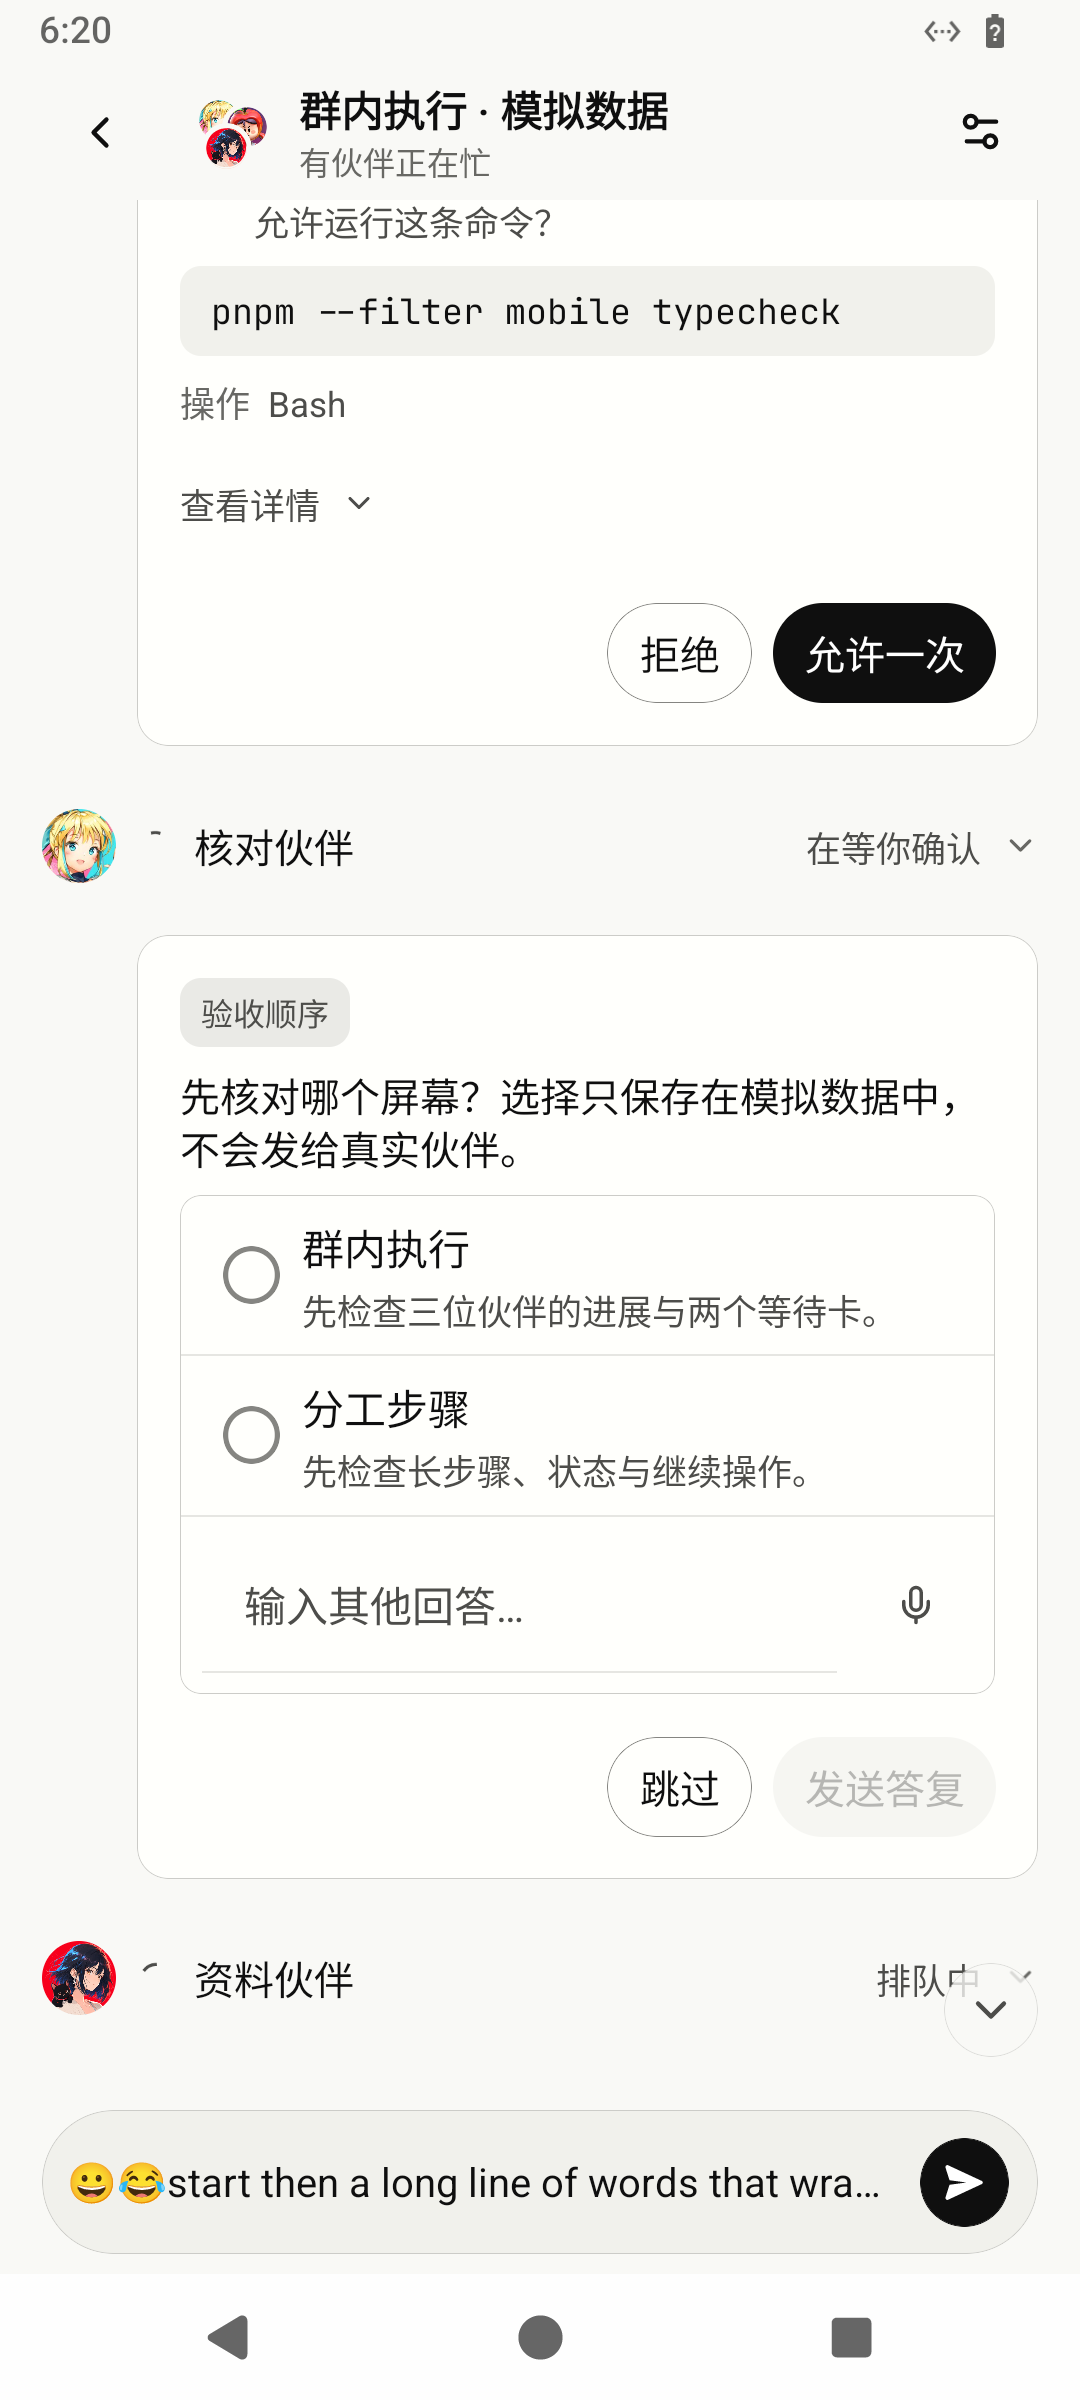 6:20
群内执行 · 模拟数据
有伙伴正在忙
允许运行这条命令？
pnpm --filter mobile typecheck
操作 Bash
查看详情
拒绝 允许一次
核对伙伴 在等你确认
验收顺序
先核对哪个屏幕？选择只保存在模拟数据中，
不会发给真实伙伴。
群内执行
先检查三位伙伴的进展与两个等待卡。
分工步骤
先检查长步骤、状态与继续操作。
输入其他回答...
跳过 发送答复
资料伙伴 排队中
😀😂start then a long line of words that wra...